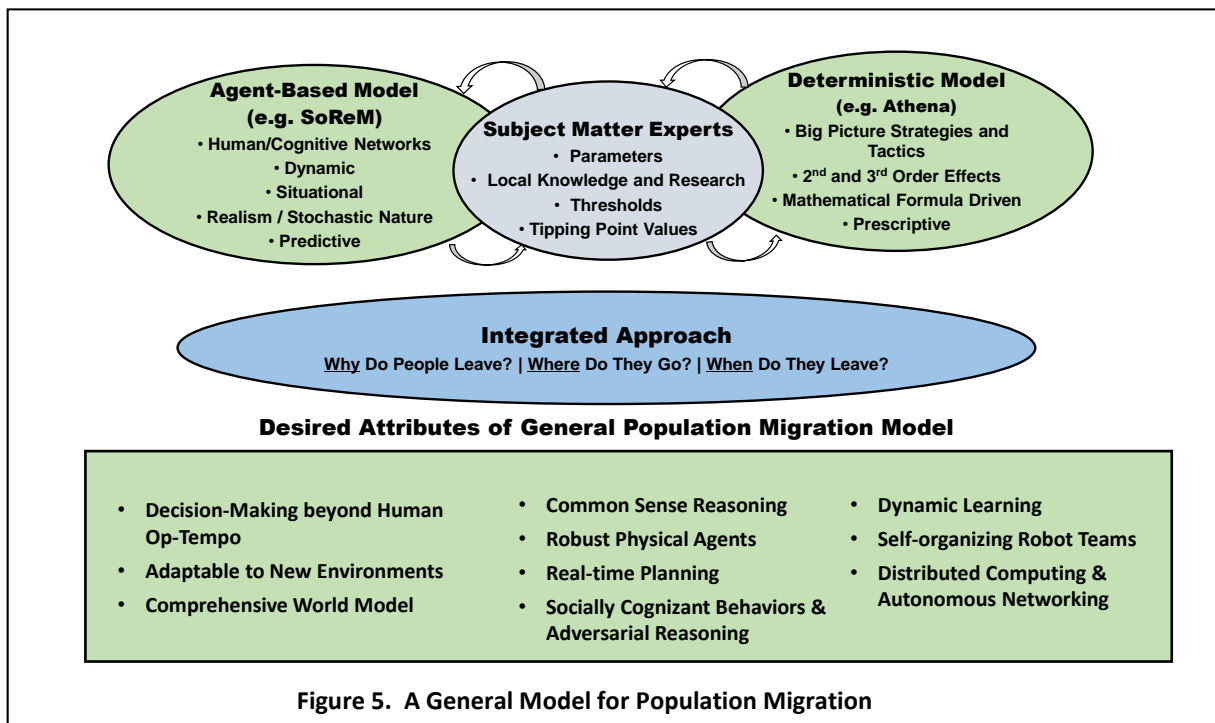 Agent-Based Model
(e.g. SoReM)
• Human/Cognitive Networks
• Dynamic
• Situational
• Realism / Stochastic Nature
• Predictive
Subject Matter Experts
• Parameters
• Local Knowledge and Research
• Thresholds
• Tipping Point Values
Deterministic Model
(e.g. Athena)
• Big Picture Strategies and
Tactics
• 2nd and 3rd Order Effects
• Mathematical Formula Driven
• Prescriptive
Integrated Approach
Why Do People Leave? | Where Do They Go? | When Do They Leave?
Desired Attributes of General Population Migration Model
• Decision-Making beyond Human
Op-Tempo
• Adaptable to New Environments
• Comprehensive World Model
• Common Sense Reasoning
• Robust Physical Agents
• Real-time Planning
• Socially Cognizant Behaviors &
Adversarial Reasoning
• Dynamic Learning
• Self-organizing Robot Teams
• Distributed Computing &
Autonomous Networking
Figure 5. A General Model for Population Migration